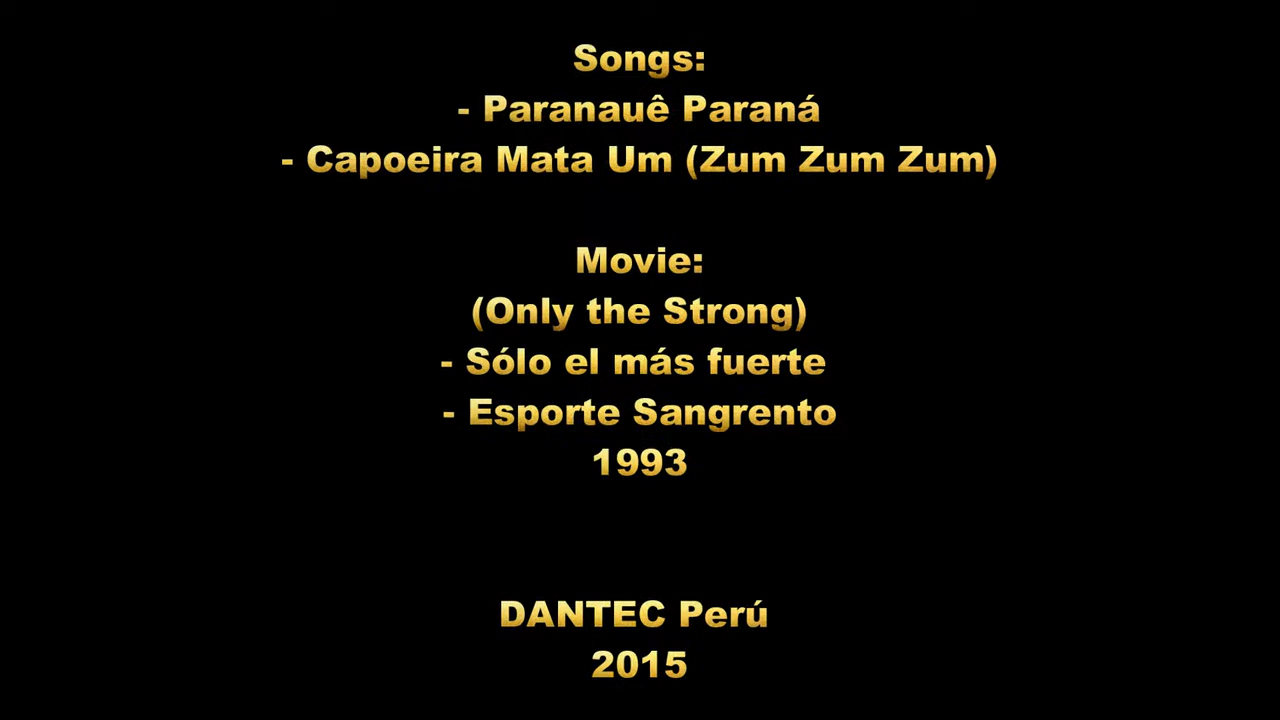 Songs:
- Paranauê Paraná
- Capoeira Mata Um (Zum Zum Zum)
Movie:
(Only the Strong)
- Sólo el más fuerte
- Esporte Sangrento
1993
DANTEC Perú
2015